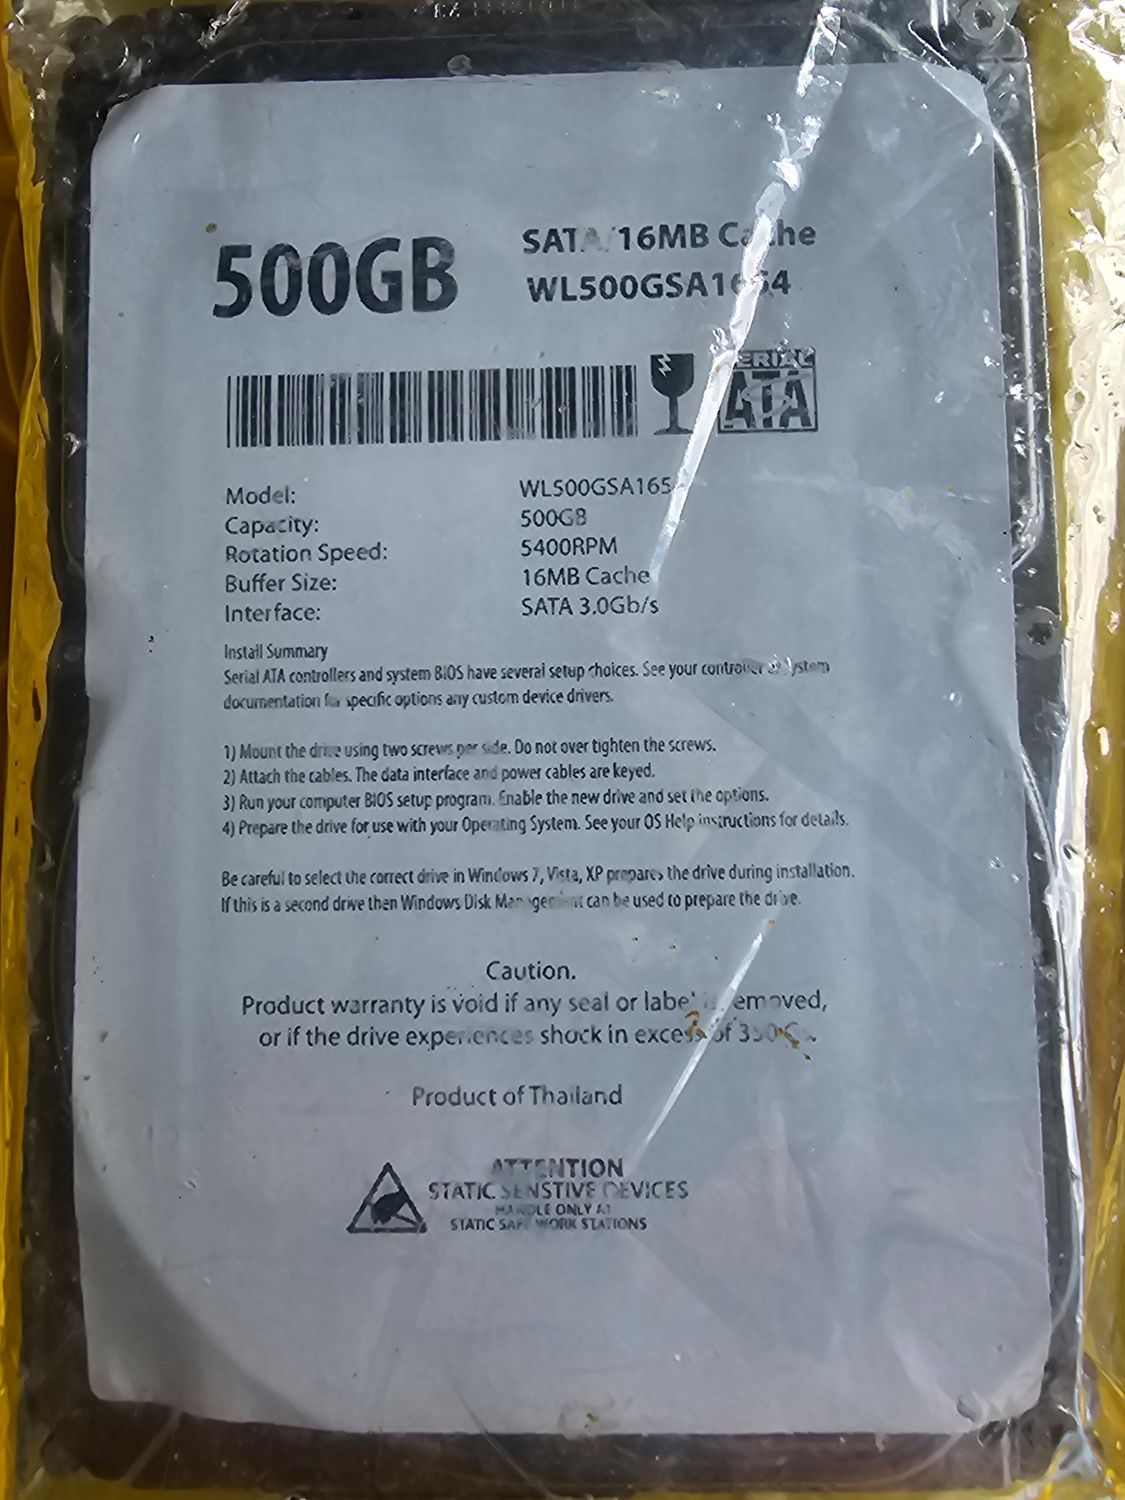 500GB
SATA/16MB Cache
WL500GSA1654
SERIAL
ATA
Model: WL500GSA165
Capacity: 500GB
Rotation Speed: 5400RPM
Buffer Size: 16MB Cache
Interface: SATA 3.0Gb/s
Install Summary
Serial ATA controllers and system BIOS have several setup choices. See your controller or system
documentation for specific options any custom device drivers.
1) Mount the drive using two screws per side. Do not over tighten the screws.
2) Attach the cables. The data interface and power cables are keyed.
3) Run your computer BIOS setup program. Enable the new drive and set the options.
4) Prepare the drive for use with your Operating System. See your OS Help instructions for details.
Be careful to select the correct drive in Windows 7, Vista, XP prepares the drive during installation.
If this is a second drive then Windows Disk Management can be used to prepare the drive.
Caution.
Product warranty is void if any seal or label is removed,
or if the drive experiences shock in excess of 350 Gs.
Product of Thailand
ATTENTION
STATIC SENSTIVE DEVICES
HANDLE ONLY AT
STATIC SAFE WORK STATIONS